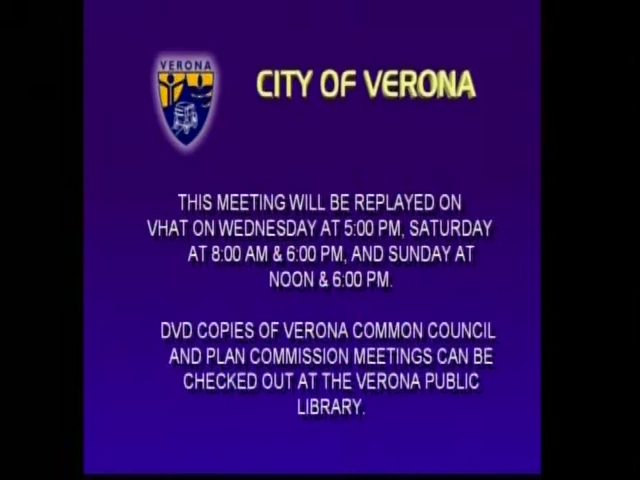 VERONA
CITY OF VERONA
THIS MEETING WILL BE REPLAYED ON
VHAT ON WEDNESDAY AT 5:00 PM, SATURDAY
AT 8:00 AM & 6:00 PM, AND SUNDAY AT
NOON & 6:00 PM.
DVD COPIES OF VERONA COMMON COUNCIL
AND PLAN COMMISSION MEETINGS CAN BE
CHECKED OUT AT THE VERONA PUBLIC
LIBRARY.